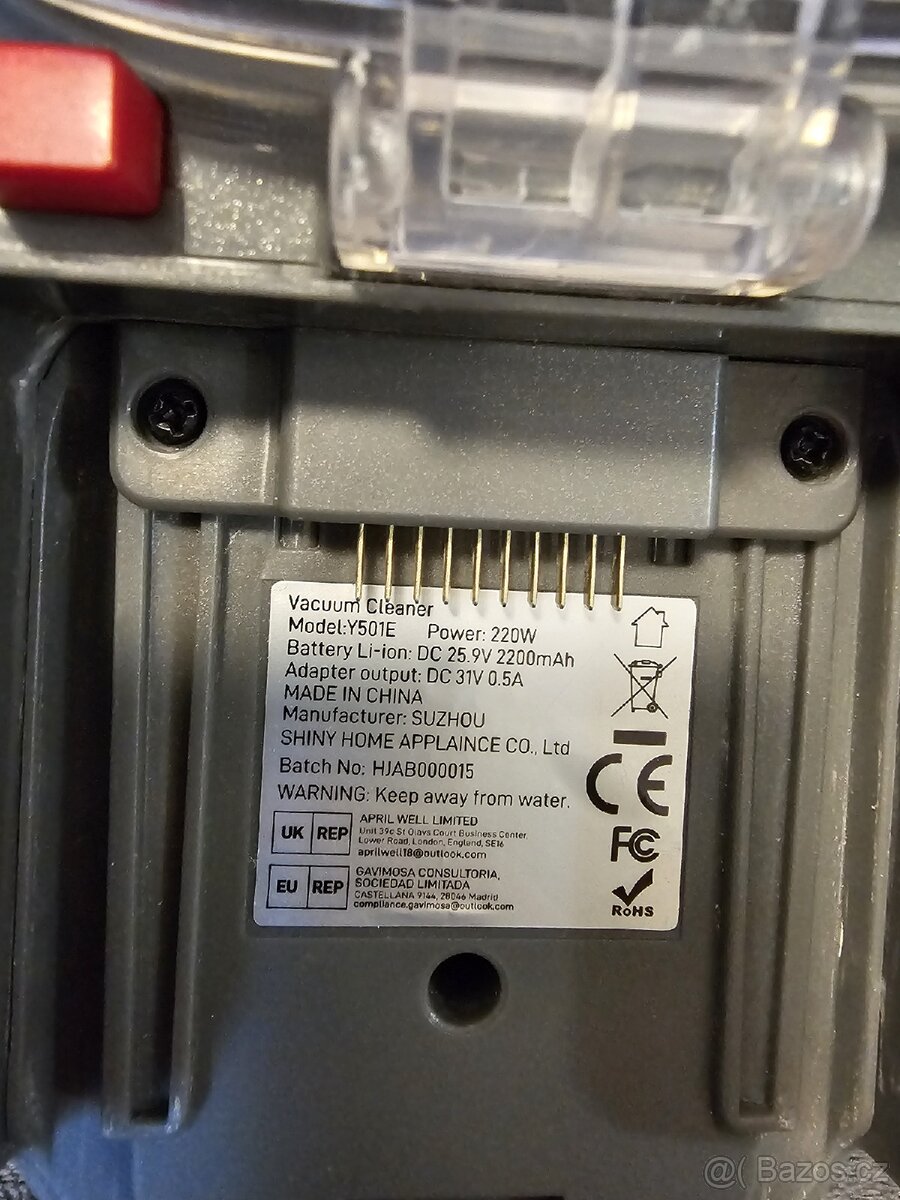 Vacuum Cleaner
Model:Y501E Power: 220W
Battery Li-ion: DC 25.9V 2200mAh
Adapter output: DC 31V 0.5A
MADE IN CHINA
Manufacturer: SUZHOU
SHINY HOME APPLAINCE CO., Ltd
Batch No: HJAB000015
WARNING: Keep away from water.
CE
FC
RoHS
UK REP
APRIL WELL LIMITED
Unit 39c St Olavs Court Business Center,
Lower Road, London, England, SE16
aprilwell18@outlook.com
EU REP
GAVIMOSA CONSULTORIA,
SOCIEDAD LIMITADA
CASTELLANA 9144, 28046 Madrid
compliance.gavimosa@outlook.com
@( Bazos.cz